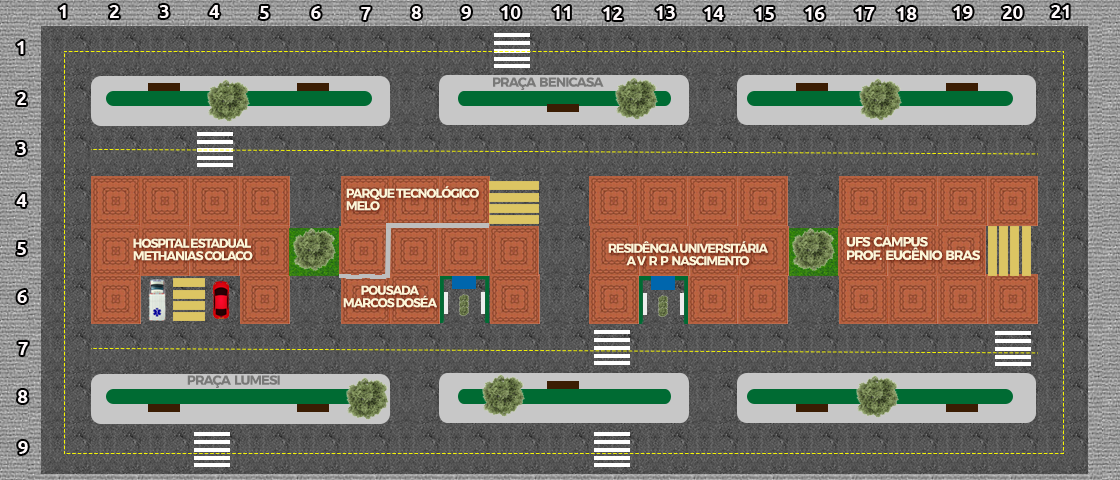 1 2 3 4 5 6 7 8 9 10 11 12 13 14 15 16 17 18 19 20 21
1
PRAÇA BENICASA
2
3
PARQUE TECNOLÓGICO
4
MELO
HOSPITAL ESTADUAL
METHANIAS COLACO
5
RESIDÊNCIA UNIVERSITÁRIA
A V R P NASCIMENTO
UFS CAMPUS
PROF. EUGÊNIO BRAS
POUSADA
MARCOS DOSÉA
6
7
PRAÇA LUMESI
8
9